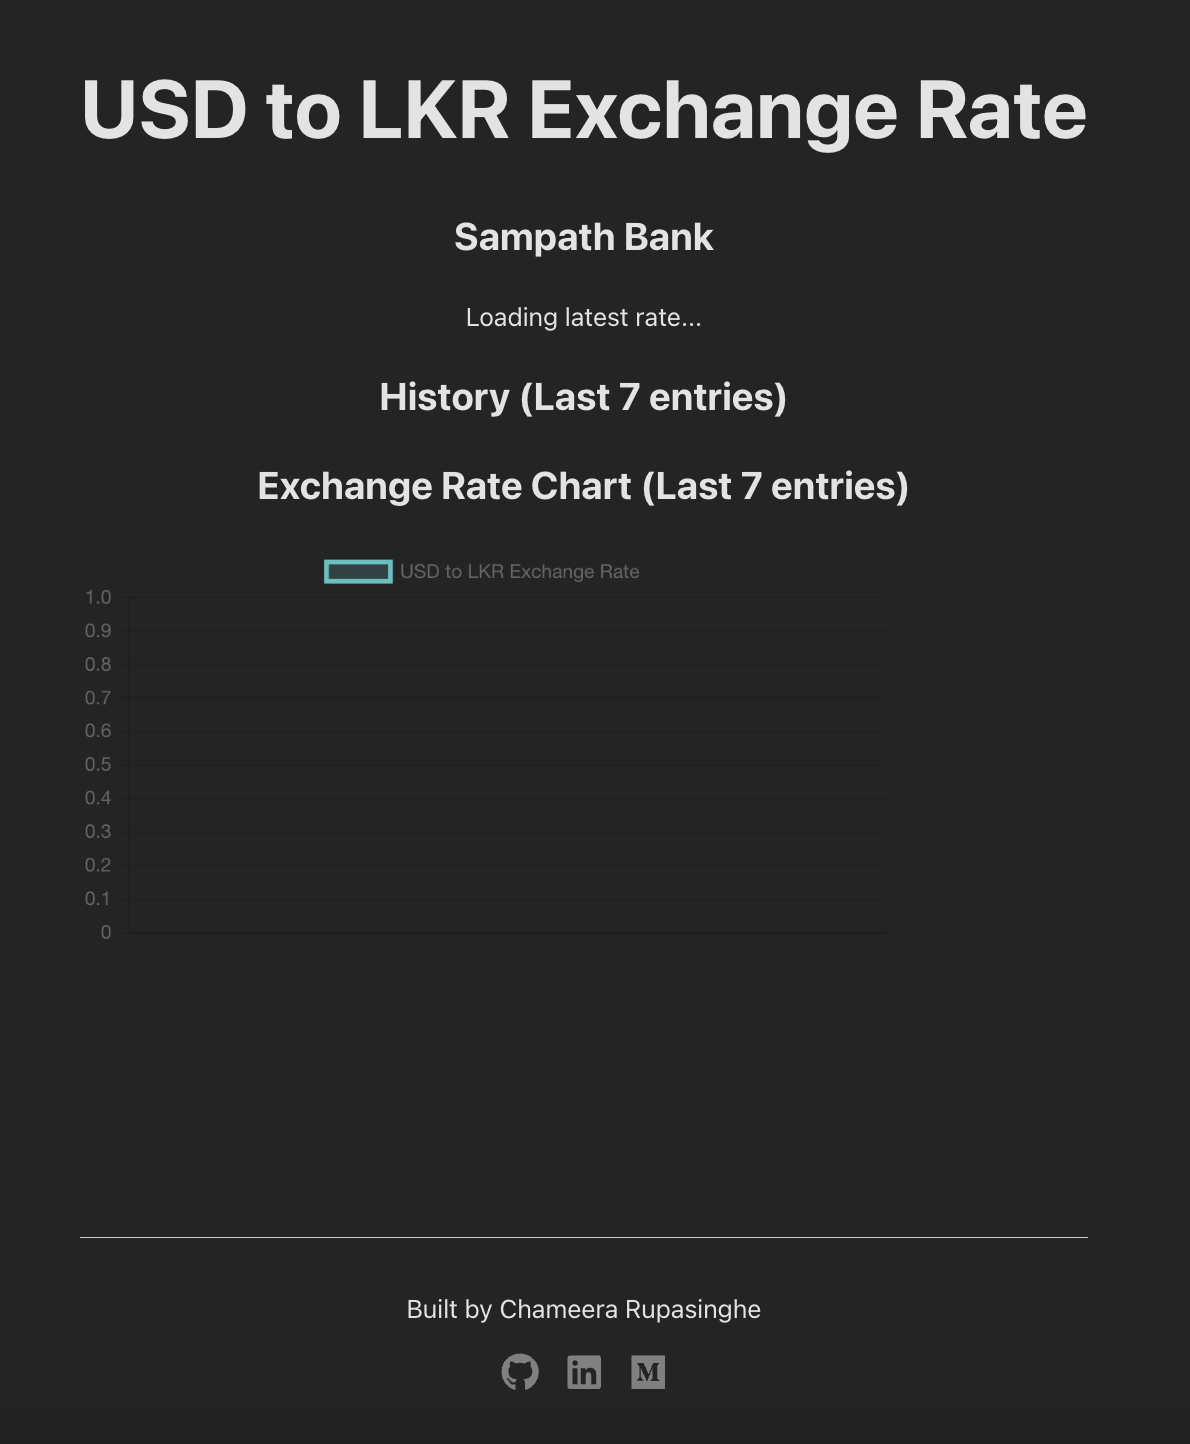 USD to LKR Exchange Rate
Sampath Bank
Loading latest rate...
History (Last 7 entries)
Exchange Rate Chart (Last 7 entries)
USD to LKR Exchange Rate
1.0
0.9
0.8
0.7
0.6
0.5
0.4
0.3
0.2
0.1
0
Built by Chameera Rupasinghe
in
M